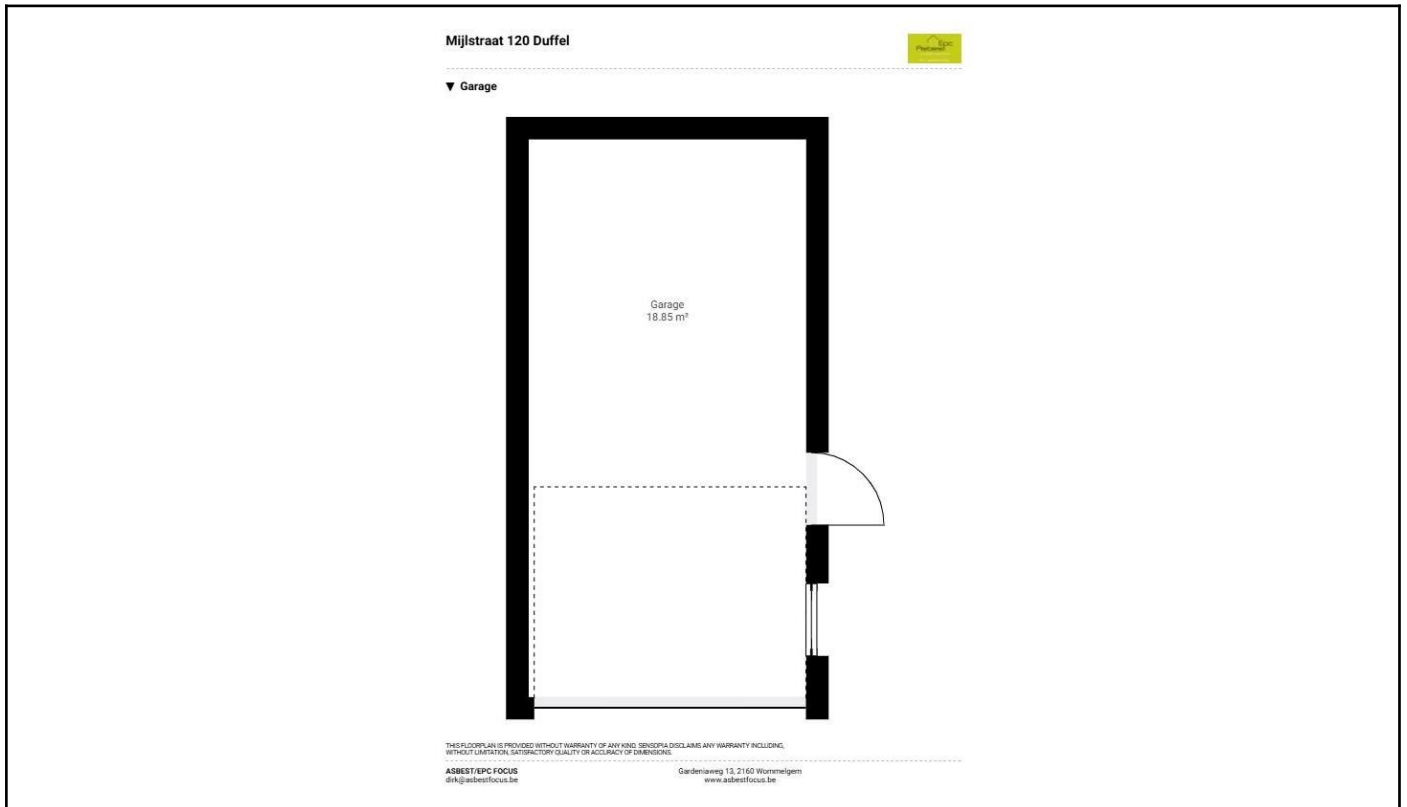 Mijlstraat 120 Duffel
Epc
▼ Garage
Garage
18.85 m²
THIS FLOORPLAN IS PROVIDED WITHOUT WARRANTY OF ANY KIND. SENSOPIA DISCLAIMS ANY WARRANTY INCLUDING,
WITHOUT LIMITATION, SATISFACTORY QUALITY OR ACCURACY OF DIMENSIONS.
ASBEST/EPC FOCUS
dirk@asbestfocus.be
Gardeniaweg 13, 2160 Wommelgem
www.asbestfocus.be